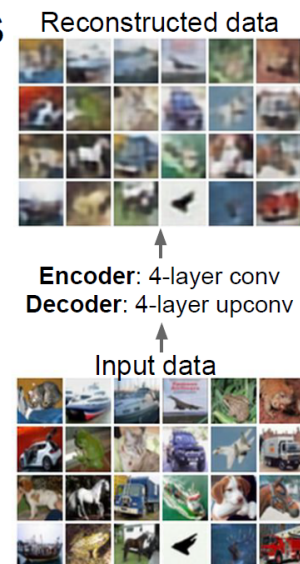 s
Reconstructed data
Encoder: 4-layer conv
Decoder: 4-layer upconv
Input data